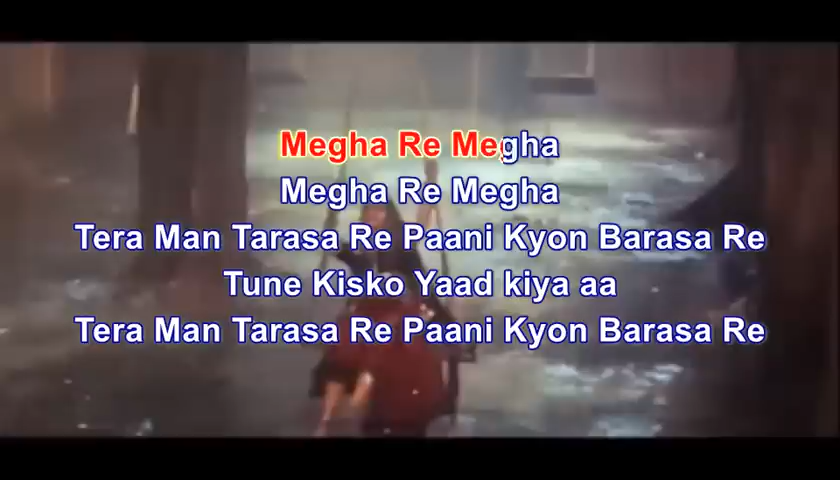 Megha Re Megha
Megha Re Megha
Tera Man Tarasa Re Paani Kyon Barasa Re
Tune Kisko Yaad kiya aa
Tera Man Tarasa Re Paani Kyon Barasa Re